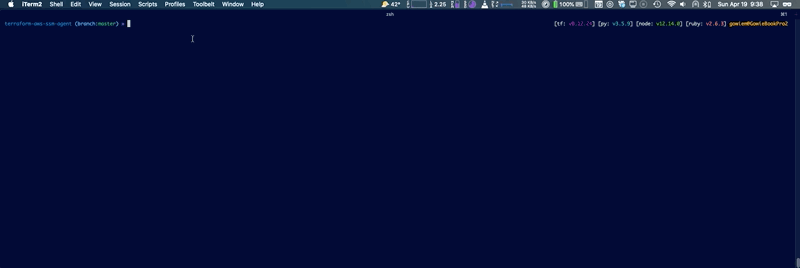 iTerm2 Shell Edit View Session Scripts Profiles Toolbelt Window Help 42° 2.25 100% Sun Apr 19 9:38
zsh ⌘1
terraform-aws-ssm-agent (branch:master) » [tf: v0.12.24] [py: v3.5.9] [node: v12.14.0] [ruby: v2.6.3] gowiem@GowieBookPro2